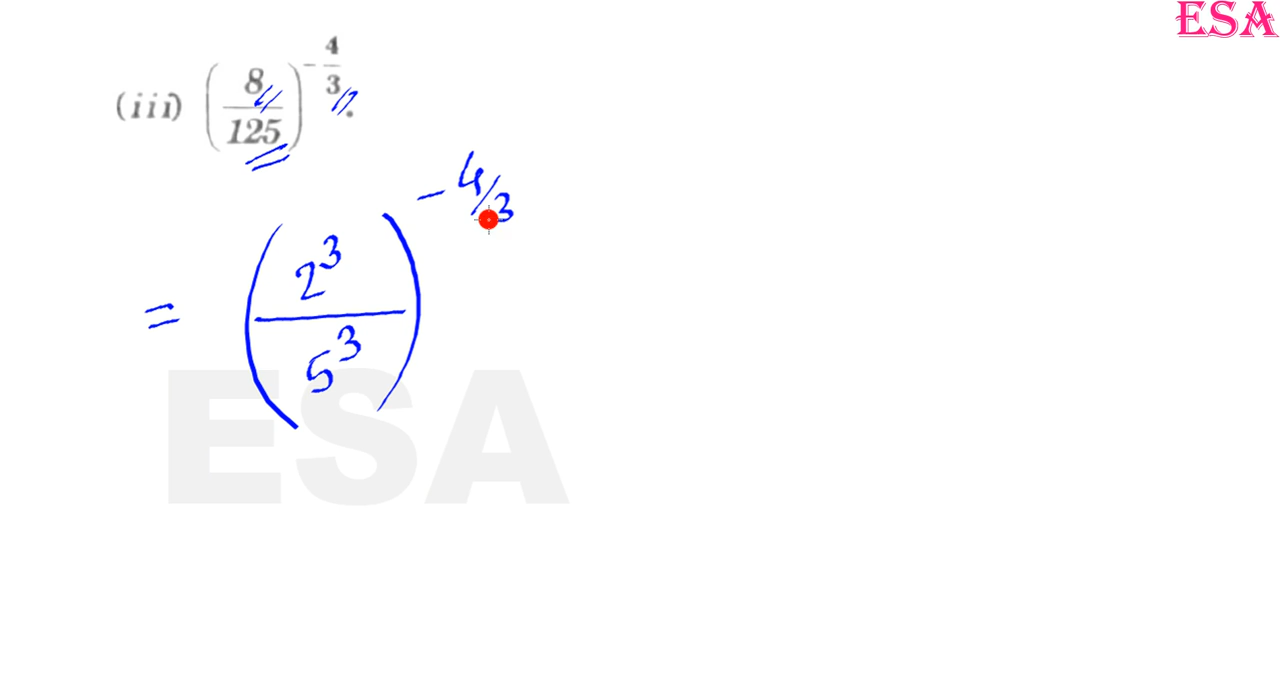 ESA
(iii) (8/125)^{-4/3}.
= (2^3/5^3)^{-4/3}
ESA